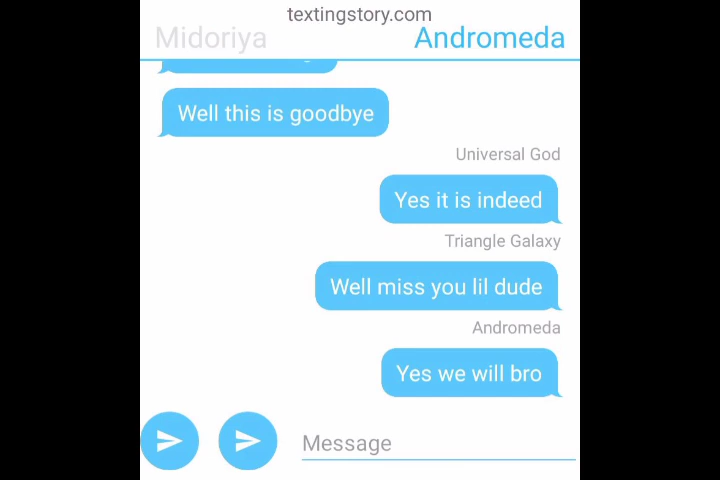 textingstory.com
Midoriya Andromeda
Well this is goodbye
Universal God
Yes it is indeed
Triangle Galaxy
Well miss you lil dude
Andromeda
Yes we will bro
Message